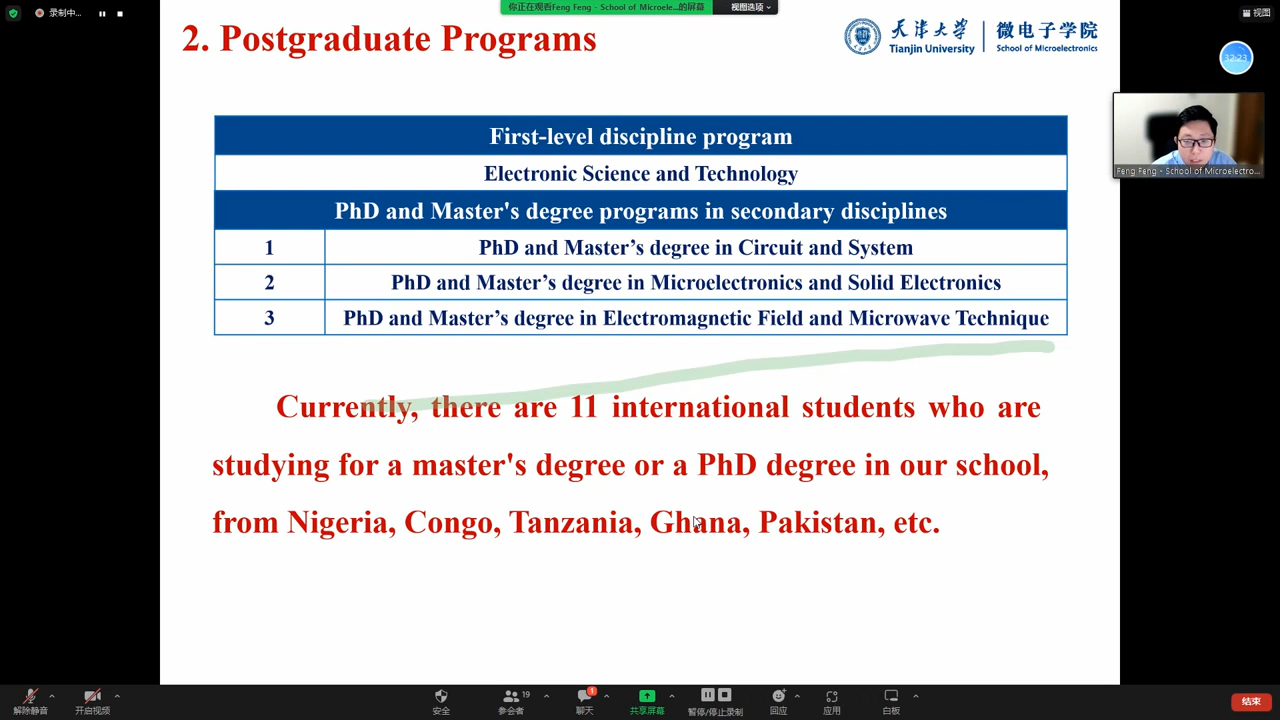 录制中...
你正在观看Feng Feng - School of Microele...的屏幕
视图选项
视图
2. Postgraduate Programs
天津大学
Tianjin University
微电子学院
School of Microelectronics
32:23
First-level discipline program
Electronic Science and Technology
PhD and Master's degree programs in secondary disciplines
1 PhD and Master’s degree in Circuit and System
2 PhD and Master’s degree in Microelectronics and Solid Electronics
3 PhD and Master’s degree in Electromagnetic Field and Microwave Technique
Feng Feng - School of Microelectro...
Currently, there are 11 international students who are
studying for a master's degree or a PhD degree in our school,
from Nigeria, Congo, Tanzania, Ghana, Pakistan, etc.
解除静音
开启视频
安全
19
参会者
1
聊天
共享屏幕
暂停/停止录制
回应
应用
白板
结束